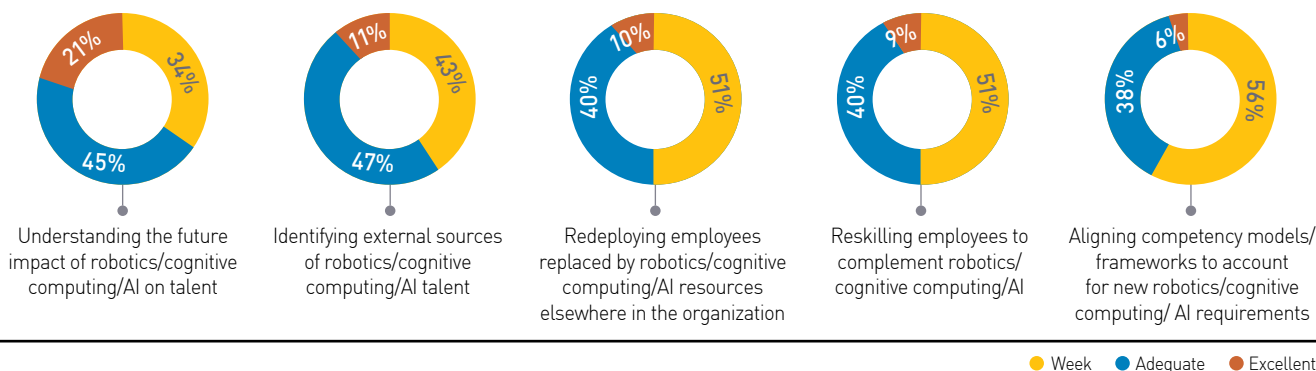 21%
34%
45%
11%
43%
47%
10%
51%
40%
9%
51%
40%
6%
56%
38%
Understanding the future
impact of robotics/cognitive
computing/AI on talent
Identifying external sources
of robotics/cognitive
computing/AI talent
Redeploying employees
replaced by robotics/cognitive
computing/AI resources
elsewhere in the organization
Reskilling employees to
complement robotics/
cognitive computing/AI
Aligning competency models/
frameworks to account
for new robotics/cognitive
computing/ AI requirements
Week
Adequate
Excellent